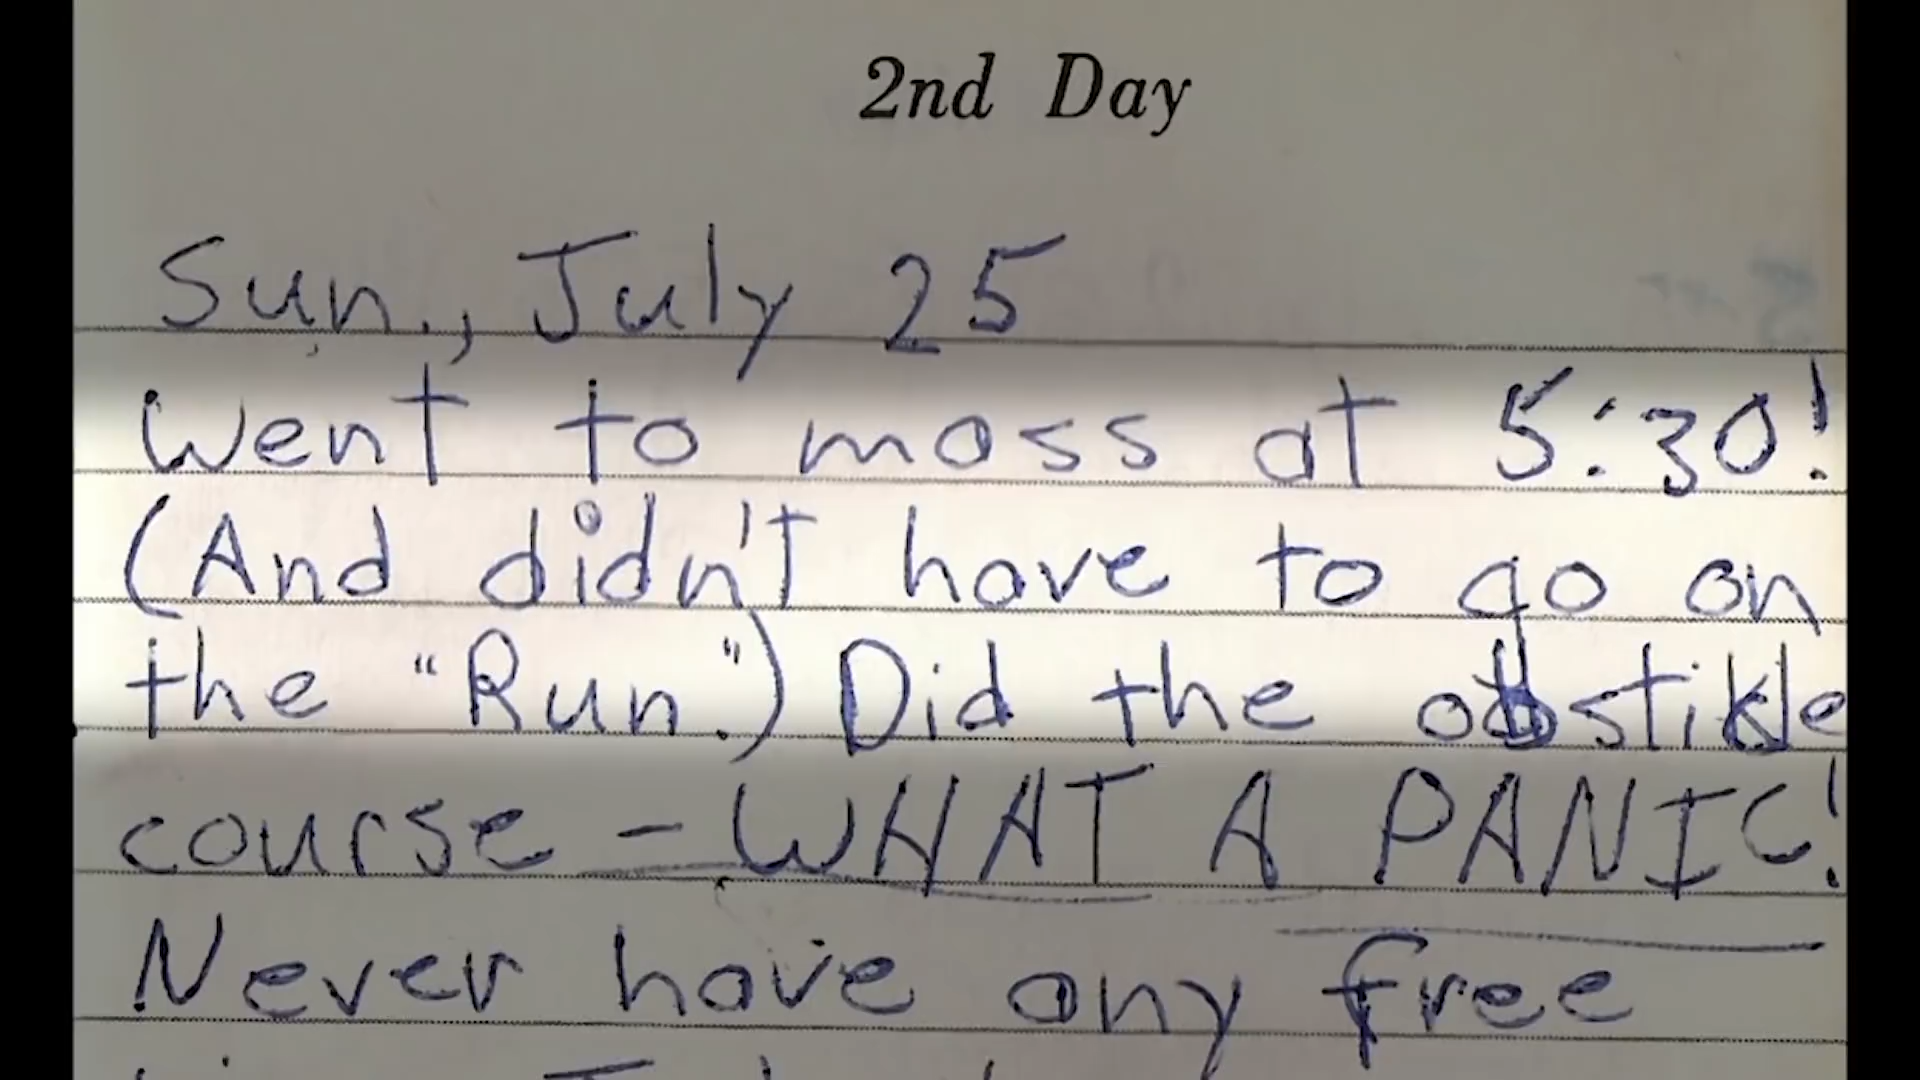 2nd Day
Sun., July 25
Went to mass at 5:30!
(And didn't have to go on
the "Run.") Did the obstikle
course - WHAT A PANIC!
Never have any free